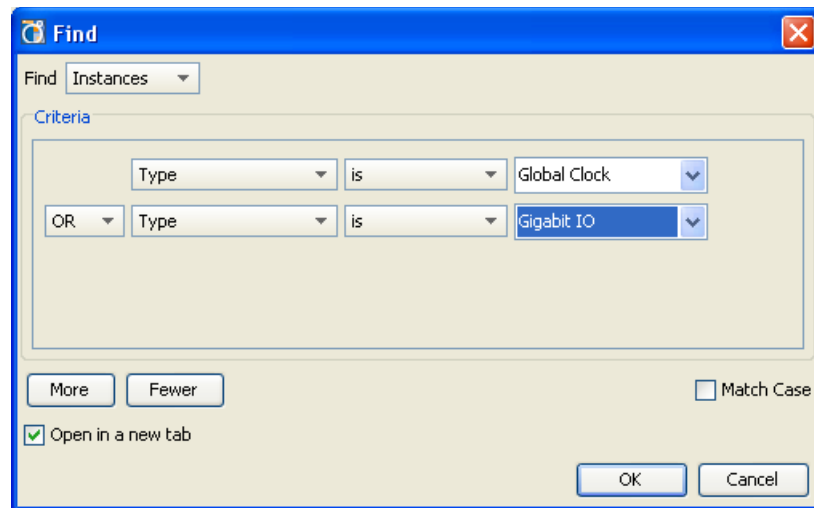 Find
Find Instances
Criteria
Type is Global Clock
OR Type is Gigabit IO
More Fewer Match Case
Open in a new tab
OK Cancel